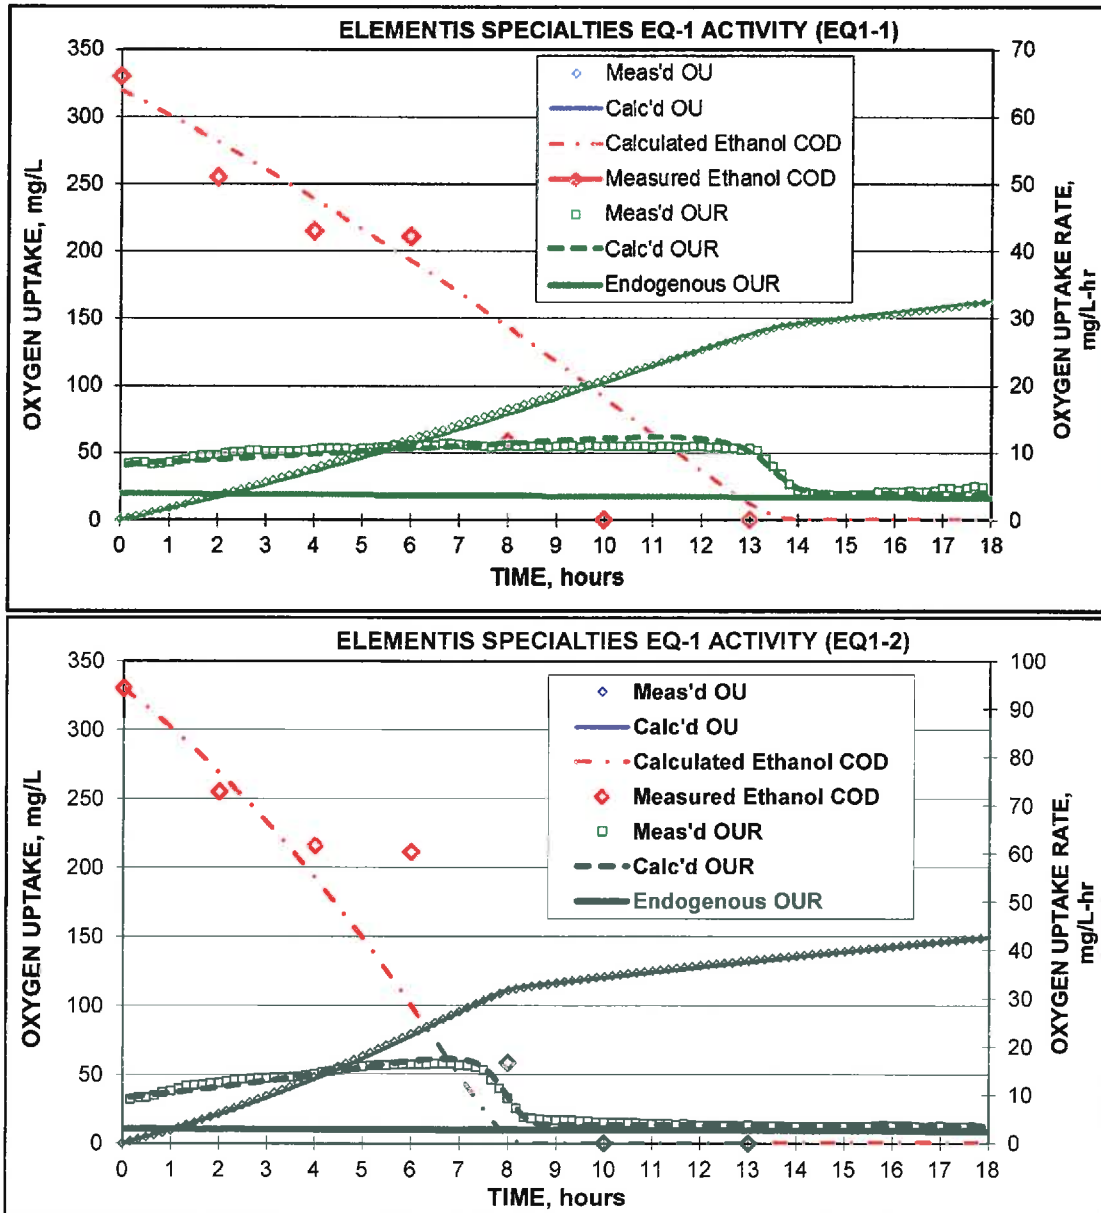 ELEMENTIS SPECIALTIES EQ-1 ACTIVITY (EQ1-1)
350
300
250
200
150
100
50
0
OXYGEN UPTAKE, mg/L
Meas'd OU
Calc'd OU
Calculated Ethanol COD
Measured Ethanol COD
Meas'd OUR
Calc'd OUR
Endogenous OUR
70
60
50
40
30
20
10
0
OXYGEN UPTAKE RATE,
mg/L-hr
0 1 2 3 4 5 6 7 8 9 10 11 12 13 14 15 16 17 18
TIME, hours
ELEMENTIS SPECIALTIES EQ-1 ACTIVITY (EQ1-2)
350
300
250
200
150
100
50
0
OXYGEN UPTAKE, mg/L
Meas'd OU
Calc'd OU
Calculated Ethanol COD
Measured Ethanol COD
Meas'd OUR
Calc'd OUR
Endogenous OUR
100
90
80
70
60
50
40
30
20
10
0
OXYGEN UPTAKE RATE,
mg/L-hr
0 1 2 3 4 5 6 7 8 9 10 11 12 13 14 15 16 17 18
TIME, hours